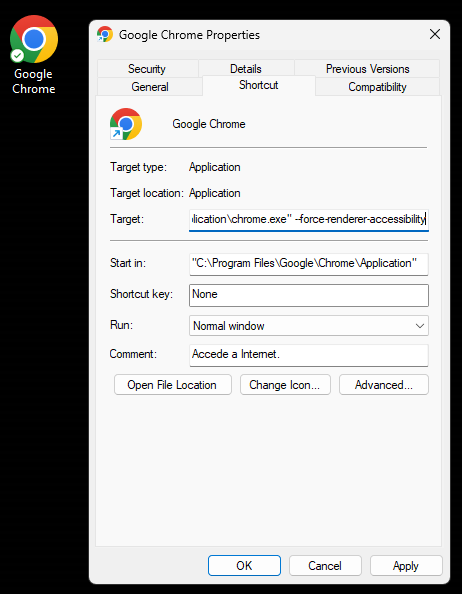 Google
Chrome
Google Chrome Properties
Security Details Previous Versions
General Shortcut Compatibility
Google Chrome
Target type: Application
Target location: Application
Target: lication\chrome.exe" --force-renderer-accessibility
Start in: "C:\Program Files\Google\Chrome\Application"
Shortcut key: None
Run: Normal window
Comment: Accede a Internet.
Open File Location Change Icon... Advanced...
OK Cancel Apply